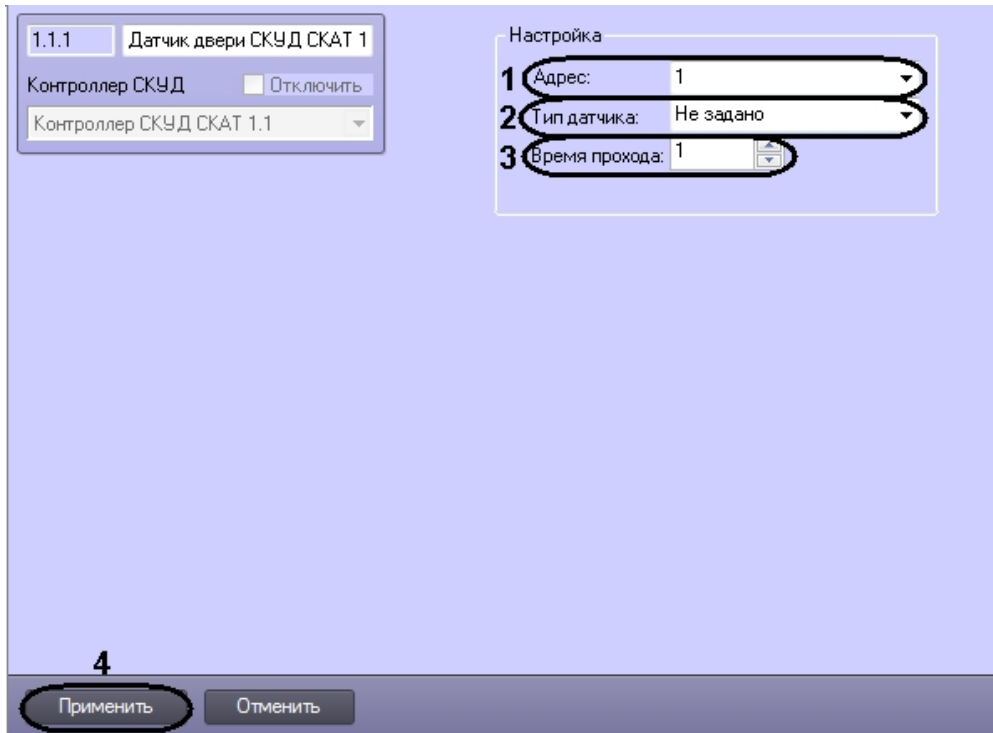 1.1.1 Датчик двери СКУД СКАТ 1
Контроллер СКУД Отключить
Контроллер СКУД СКАТ 1.1
Настройка
1 Адрес: 1
2 Тип датчика: Не задано
3 Время прохода: 1
4
Применить Отменить